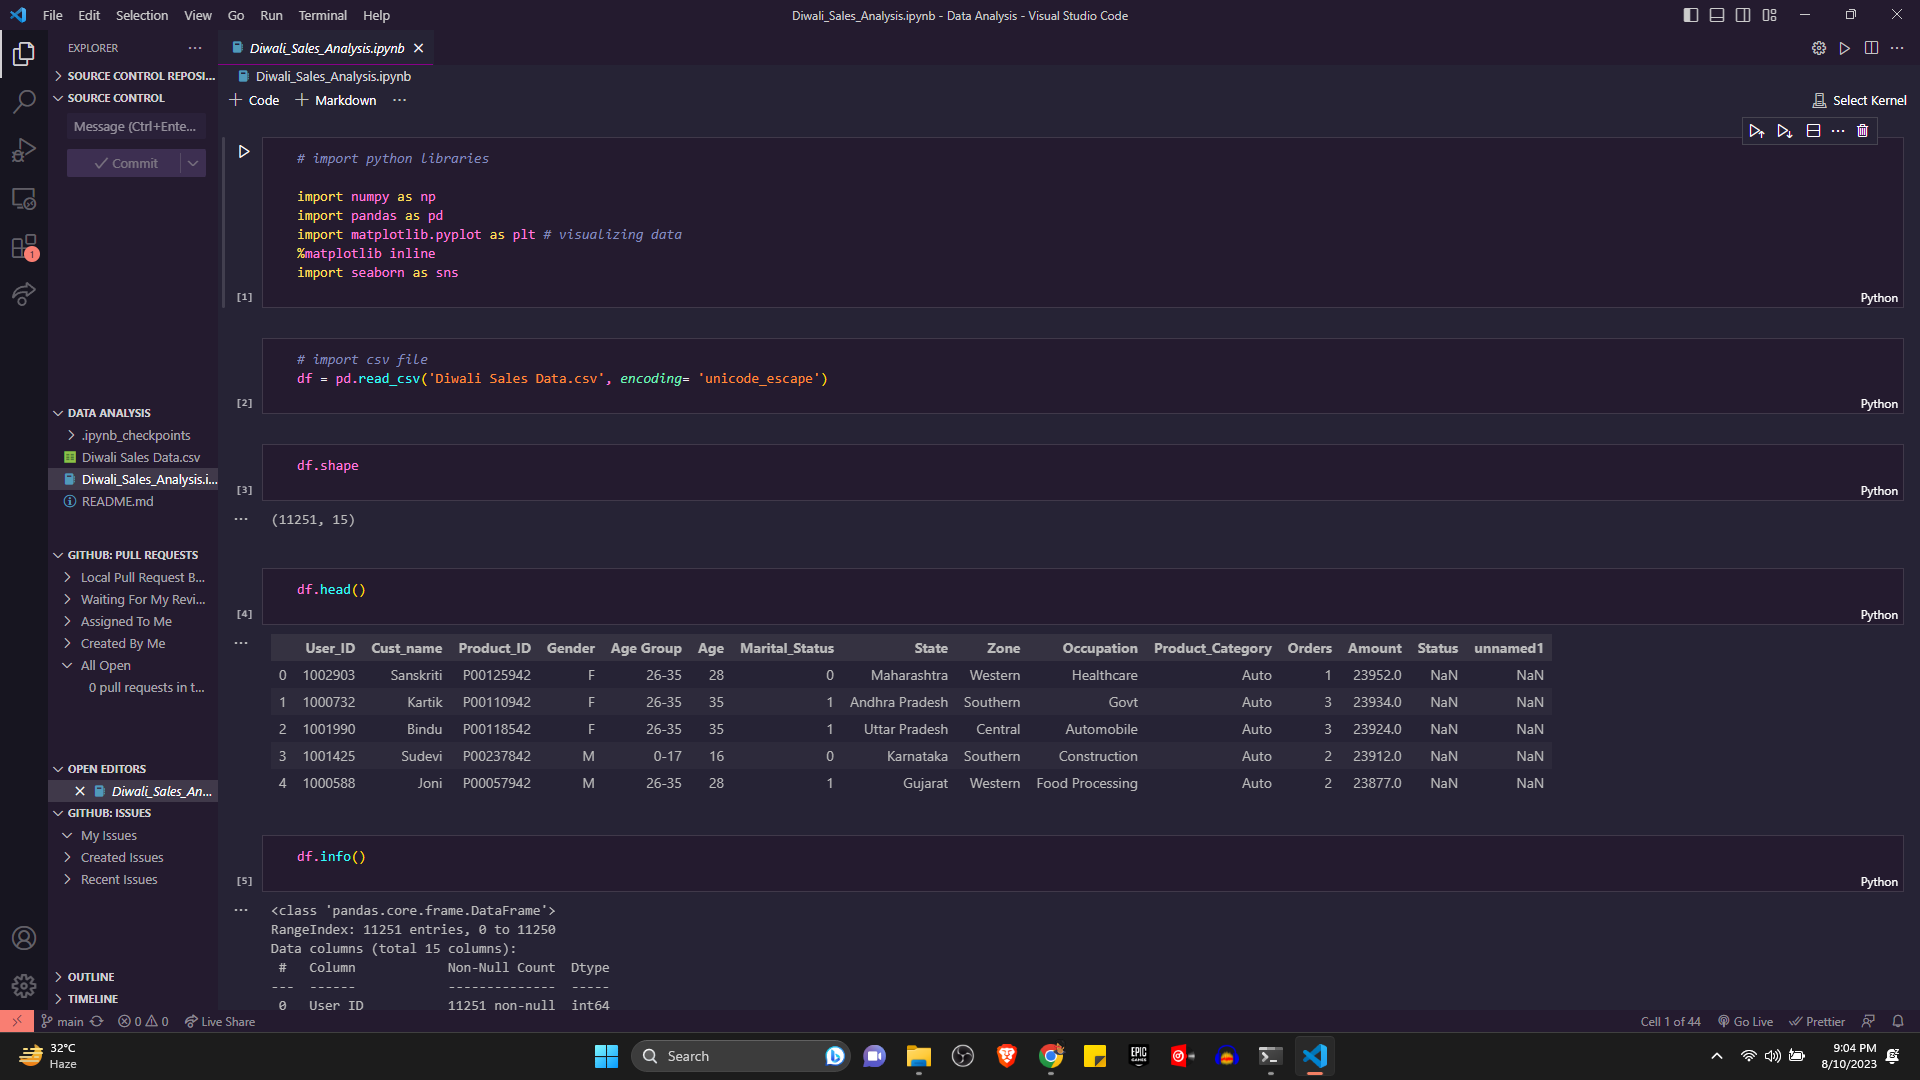 File Edit Selection View Go Run Terminal Help
Diwali_Sales_Analysis.ipynb - Data Analysis - Visual Studio Code
EXPLORER
SOURCE CONTROL REPOSI...
SOURCE CONTROL
Message (Ctrl+Ente...
Commit
1
DATA ANALYSIS
.ipynb_checkpoints
Diwali Sales Data.csv
Diwali_Sales_Analysis.i...
README.md
GITHUB: PULL REQUESTS
Local Pull Request B...
Waiting For My Revi...
Assigned To Me
Created By Me
All Open
0 pull requests in t...
OPEN EDITORS
Diwali_Sales_An...
GITHUB: ISSUES
My Issues
Created Issues
Recent Issues
OUTLINE
TIMELINE
Diwali_Sales_Analysis.ipynb
Diwali_Sales_Analysis.ipynb
+ Code + Markdown ...
Select Kernel
# import python libraries
import numpy as np
import pandas as pd
import matplotlib.pyplot as plt # visualizing data
%matplotlib inline
import seaborn as sns
[1] Python
# import csv file
df = pd.read_csv('Diwali Sales Data.csv', encoding= 'unicode_escape')
[2] Python
df.shape
[3] Python
(11251, 15)
df.head()
[4] Python
User_ID Cust_name Product_ID Gender Age Group Age Marital_Status State Zone Occupation Product_Category Orders Amount Status unnamed1
0 1002903 Sanskriti P00125942 F 26-35 28 0 Maharashtra Western Healthcare Auto 1 23952.0 NaN NaN
1 1000732 Kartik P00110942 F 26-35 35 1 Andhra Pradesh Southern Govt Auto 3 23934.0 NaN NaN
2 1001990 Bindu P00118542 F 26-35 35 1 Uttar Pradesh Central Automobile Auto 3 23924.0 NaN NaN
3 1001425 Sudevi P00237842 M 0-17 16 0 Karnataka Southern Construction Auto 2 23912.0 NaN NaN
4 1000588 Joni P00057942 M 26-35 28 1 Gujarat Western Food Processing Auto 2 23877.0 NaN NaN
df.info()
[5] Python
<class 'pandas.core.frame.DataFrame'>
RangeIndex: 11251 entries, 0 to 11250
Data columns (total 15 columns):
# Column Non-Null Count Dtype
--- ------ -------------- -----
0 User ID 11251 non-null int64
main 0 0 Live Share
Cell 1 of 44 Go Live Prettier
32°C
Haze
Search
EPIC GAMES
9:04 PM
8/10/2023